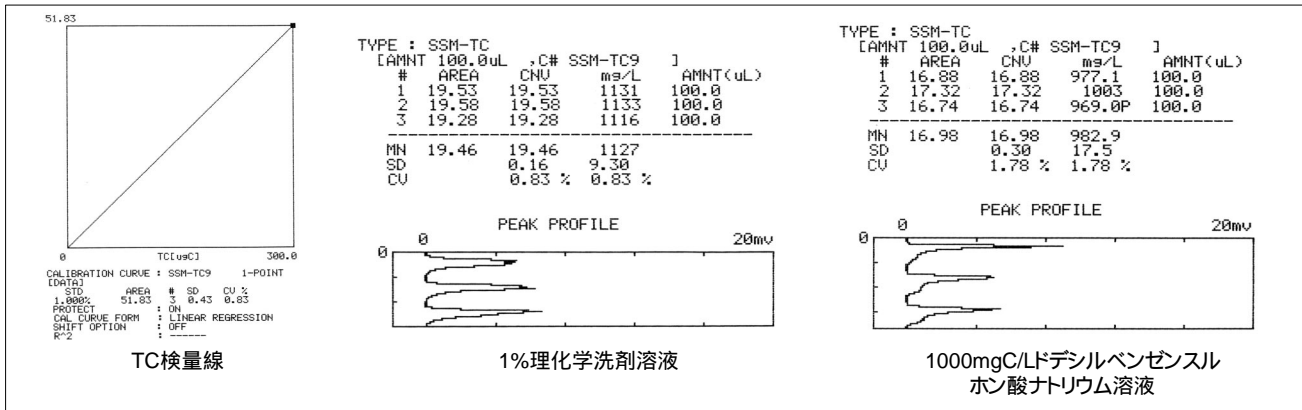 51.83
0 TC[ugC] 300.0
CALIBRATION CURVE : SSM-TC9 1-POINT
[DATA]
STD AREA # SD CV %
1.000% 51.83 3 0.43 0.83
PROTECT : ON
CAL CURVE FORM : LINEAR REGRESSION
SHIFT OPTION : OFF
R^2 : ------
TC検量線
TYPE : SSM-TC
[AMNT 100.0uL ,C# SSM-TC9 ]
# AREA CNV mg/L AMNT(uL)
1 19.53 19.53 1131 100.0
2 19.58 19.58 1133 100.0
3 19.28 19.28 1116 100.0
MN 19.46 19.46 1127
SD 0.16 9.30
CV 0.83 % 0.83 %
PEAK PROFILE
0 20mv
0
1%理化学洗剤溶液
TYPE : SSM-TC
[AMNT 100.0uL ,C# SSM-TC9 ]
# AREA CNV mg/L AMNT(uL)
1 16.88 16.88 977.1 100.0
2 17.32 17.32 1003 100.0
3 16.74 16.74 969.0P 100.0
MN 16.98 16.98 982.9
SD 0.30 17.5
CV 1.78 % 1.78 %
PEAK PROFILE
0 20mv
0
1000mgC/Lドデシルベンゼンスル
ホン酸ナトリウム溶液